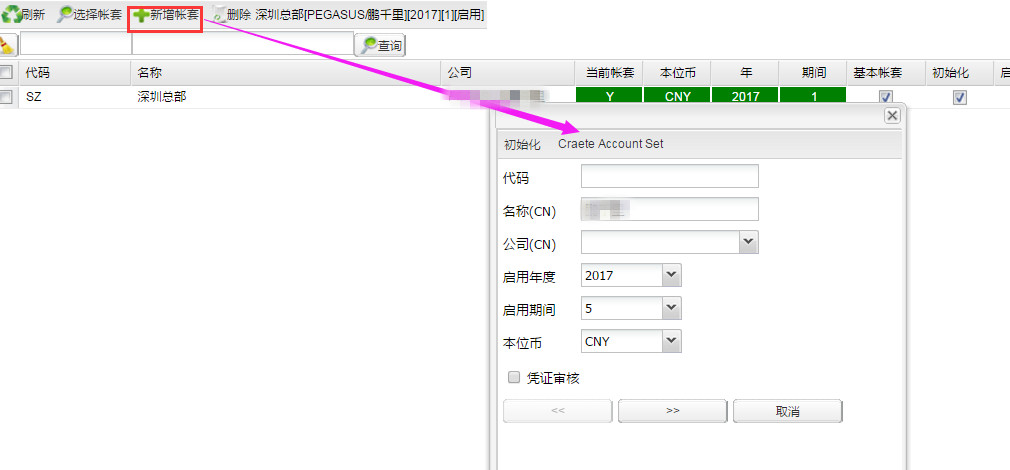 刷新 选择帐套 新增帐套 删除 深圳总部[PEGASUS/鹏千里][2017][1][启用]
查询
代码 名称 公司 当前帐套 本位币 年 期间 基本帐套 初始化
SZ 深圳总部 Y CNY 2017 1
初始化 Craete Account Set
代码
名称(CN)
公司(CN)
启用年度 2017
启用期间 5
本位币 CNY
凭证审核
<< >> 取消